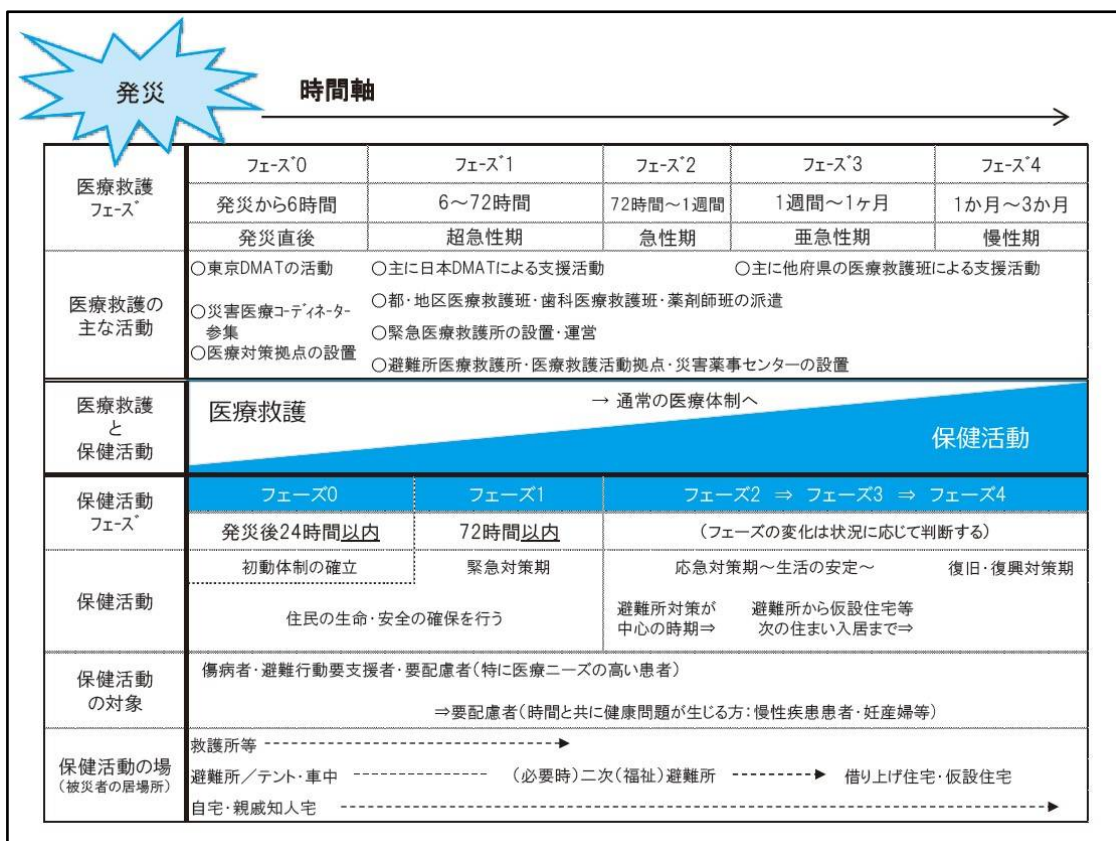 発災
時間軸
医療救護
フェーズ
フェーズ0
フェーズ1
フェーズ2
フェーズ3
フェーズ4
発災から6時間
6～72時間
72時間～1週間
1週間～1ヶ月
1か月～3か月
発災直後
超急性期
急性期
亜急性期
慢性期
医療救護の
主な活動
○東京DMATの活動
○災害医療コーディネーター
参集
○医療対策拠点の設置
○主に日本DMATによる支援活動
○主に他府県の医療救護班による支援活動
○都・地区医療救護班・歯科医療救護班・薬剤師班の派遣
○緊急医療救護所の設置・運営
○避難所医療救護所・医療救護活動拠点・災害薬事センターの設置
医療救護
と
保健活動
医療救護
→ 通常の医療体制へ
保健活動
保健活動
フェーズ
フェーズ0
フェーズ1
フェーズ2 ⇒ フェーズ3 ⇒ フェーズ4
発災後24時間以内
72時間以内
(フェーズの変化は状況に応じて判断する)
保健活動
初動体制の確立
緊急対策期
応急対策期～生活の安定～
復旧・復興対策期
住民の生命・安全の確保を行う
避難所対策が
中心の時期⇒
避難所から仮設住宅等
次の住まい入居まで⇒
保健活動
の対象
傷病者・避難行動要支援者・要配慮者(特に医療ニーズの高い患者)
⇒要配慮者(時間と共に健康問題が生じる方:慢性疾患患者・妊産婦等)
保健活動の場
(被災者の居場所)
救護所等
避難所／テント・車中
(必要時)二次(福祉)避難所
借り上げ住宅・仮設住宅
自宅・親戚知人宅